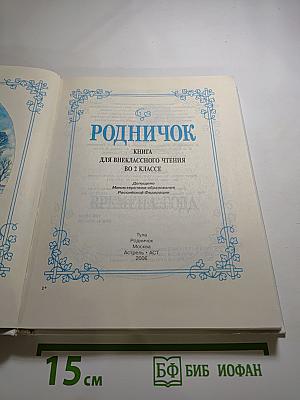 РОДНИЧОК
КНИГА
ДЛЯ ВНЕКЛАССНОГО ЧТЕНИЯ
ВО 2 КЛАССЕ
Допущено
Министерством образования
Российской Федерации
Тула
Родничок
Москва
Астрель • АСТ
2006
2*
15 см
БФ БИБ ИОФАН